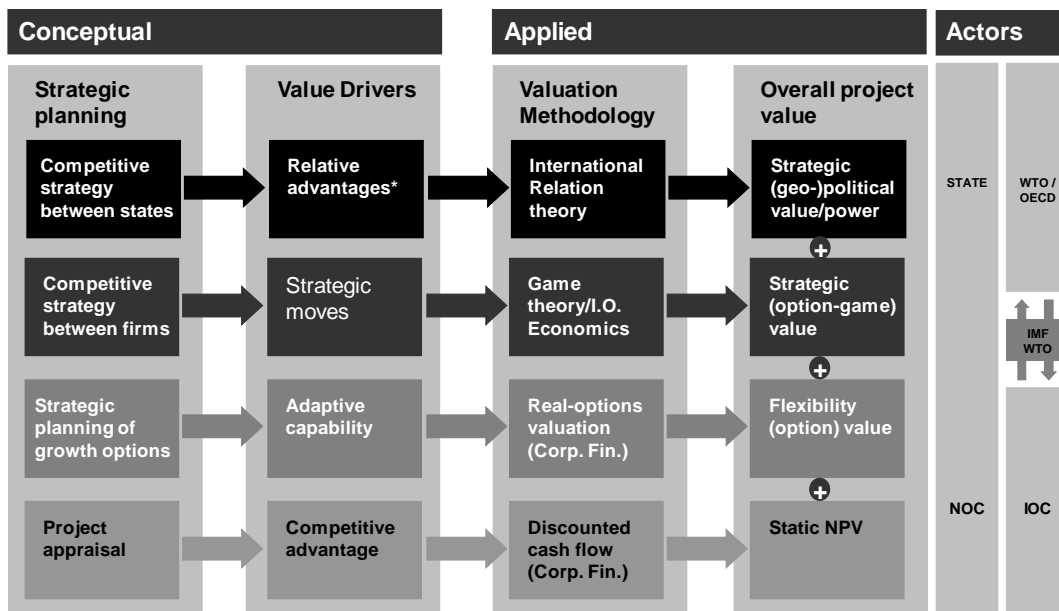 Conceptual
Applied
Actors
Strategic
planning
Value Drivers
Valuation
Methodology
Overall project
value
Competitive
strategy
between states
Relative
advantages*
International
Relation
theory
Strategic
(geo-)political
value/power
+
STATE
WTO /
OECD
Competitive
strategy
between firms
Strategic
moves
Game
theory/I.O.
Economics
Strategic
(option-game)
value
+
IMF
WTO
Strategic
planning of
growth options
Adaptive
capability
Real-options
valuation
(Corp. Fin.)
Flexibility
(option) value
+
Project
appraisal
Competitive
advantage
Discounted
cash flow
(Corp. Fin.)
Static NPV
NOC
IOC